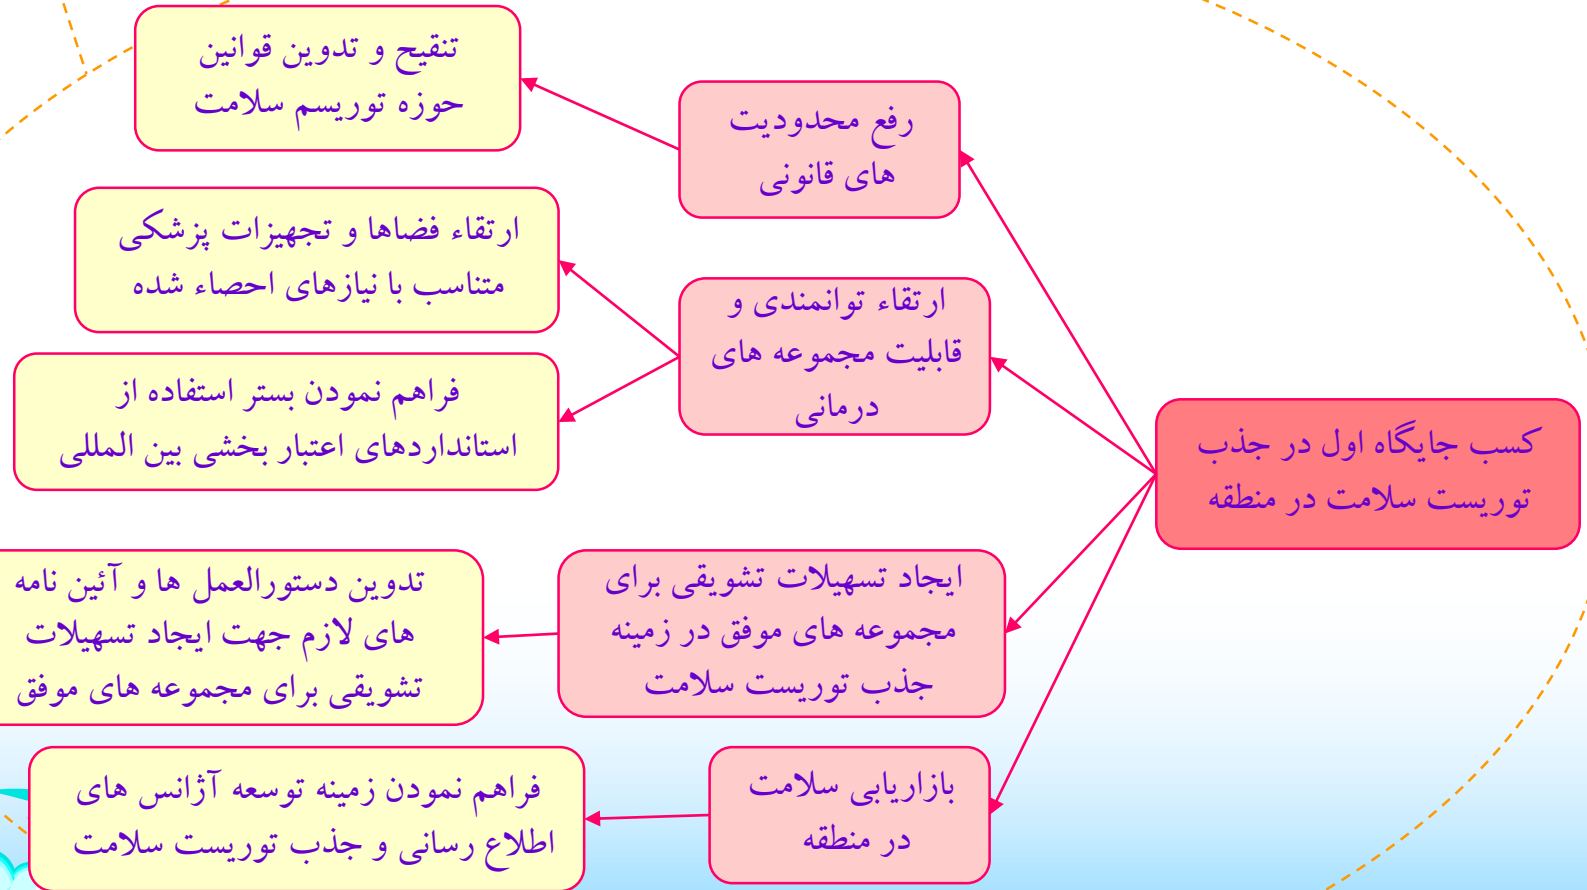 کسب جایگاه اول در جذب
توریست سلامت در منطقه
رفع محدودیت
های قانونی
تنقیح و تدوین قوانین
حوزه توریسم سلامت
ارتقاء توانمندی و
قابلیت مجموعه های
درمانی
ارتقاء فضاها و تجهیزات پزشکی
متناسب با نیازهای احصاء شده
فراهم نمودن بستر استفاده از
استانداردهای اعتبار بخشی بین المللی
ایجاد تسهیلات تشویقی برای
مجموعه های موفق در زمینه
جذب توریست سلامت
تدوین دستورالعمل ها و آئین نامه
های لازم جهت ایجاد تسهیلات
تشویقی برای مجموعه های موفق
بازاریابی سلامت
در منطقه
فراهم نمودن زمینه توسعه آژانس های
اطلاع رسانی و جذب توریست سلامت